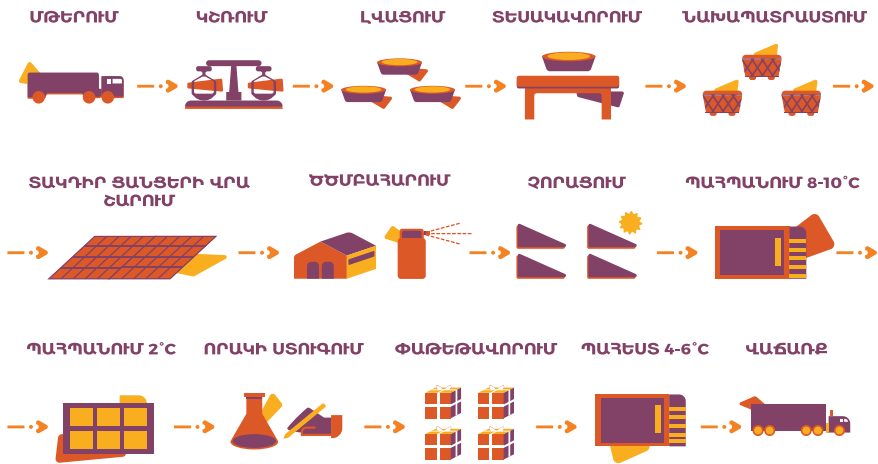 ՄԹԵՐՈՒՄ
ԿՇՌՈՒՄ
ԼՎԱՑՈՒՄ
ՏԵՍԱԿԱՎՈՐՈՒՄ
ՆԱԽԱՊԱՏՐԱՍՏՈՒՄ
ՏԱԿԴԻՐ ՑԱՆՑԵՐԻ ՎՐԱ
ՇԱՐՈՒՄ
ԾԾՄԲԱՀԱՐՈՒՄ
ՉՈՐԱՑՈՒՄ
ՊԱՀՊԱՆՈՒՄ 8-10˚C
ՊԱՀՊԱՆՈՒՄ 2˚C
ՈՐԱԿԻ ՍՏՈՒԳՈՒՄ
ՓԱԹԵԹԱՎՈՐՈՒՄ
ՊԱՀԵՍՏ 4-6˚C
ՎԱՃԱՌՔ